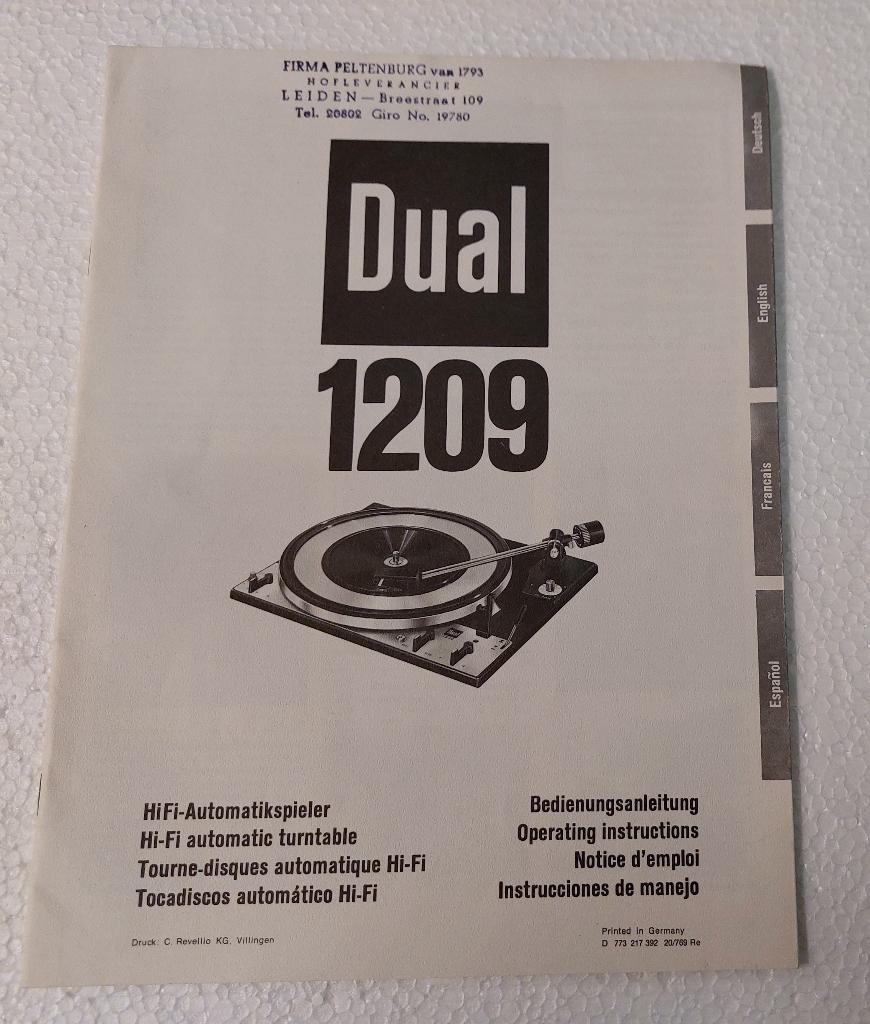 FIRMA PELTENBURG van 1793
HOFLEVERANCIER
LEIDEN — Breestraat 109
Tel. 20802 Giro No. 19780
Dual
1209
Deutsch
English
Francais
Español
HiFi-Automatikspieler
Hi-Fi automatic turntable
Tourne-disques automatique Hi-Fi
Tocadiscos automático Hi-Fi
Bedienungsanleitung
Operating instructions
Notice d'emploi
Instrucciones de manejo
Druck: C. Revellio KG, Villingen
Printed in Germany
D 773 217 392 20/769 Re